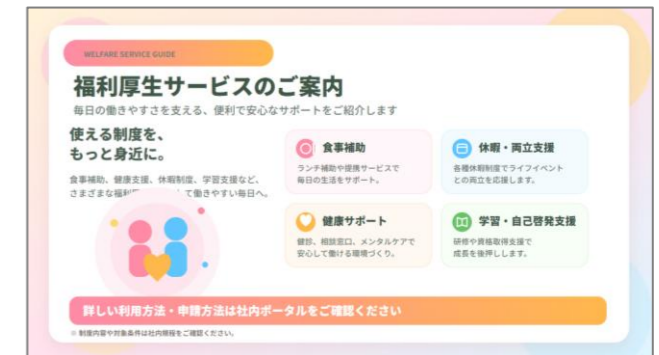 WELFARE SERVICE GUIDE
福利厚生サービスのご案内
毎日の働きやすさを支える、便利で安心なサポートをご紹介します
使える制度を、
もっと身近に。
食事補助、健康支援、休暇制度、学習支援など、
さまざまな福利 して働きやすい毎日へ。
食事補助
ランチ補助や提携サービスで
毎日の生活をサポート。
休暇・両立支援
各種休暇制度でライフイベント
との両立を応援します。
健康サポート
健診、相談窓口、メンタルケアで
安心して働ける環境づくり。
学習・自己啓発支援
研修や資格取得支援で
成長を後押しします。
詳しい利用方法・申請方法は社内ポータルをご確認ください
※ 制度内容や対象条件は社内規程をご確認ください。